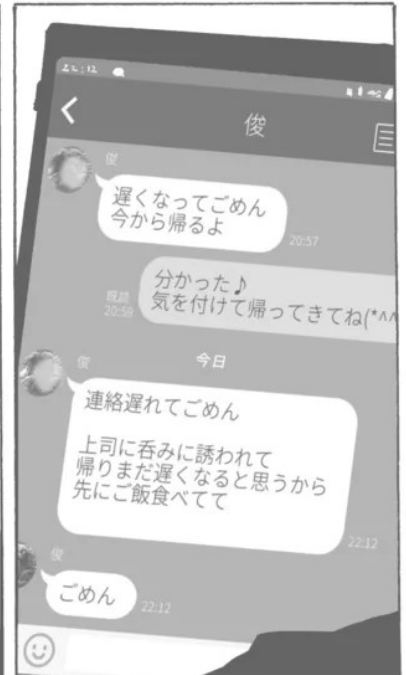 22:12
4G
俊
俊
遅くなってごめん
今から帰るよ
20:57
分かった♪
気を付けて帰ってきてね(*^^
既読
20:59
今日
俊
連絡遅れてごめん
上司に呑みに誘われて
帰りまだ遅くなると思うから
先にご飯食べてて
22:12
俊
ごめん
22:12